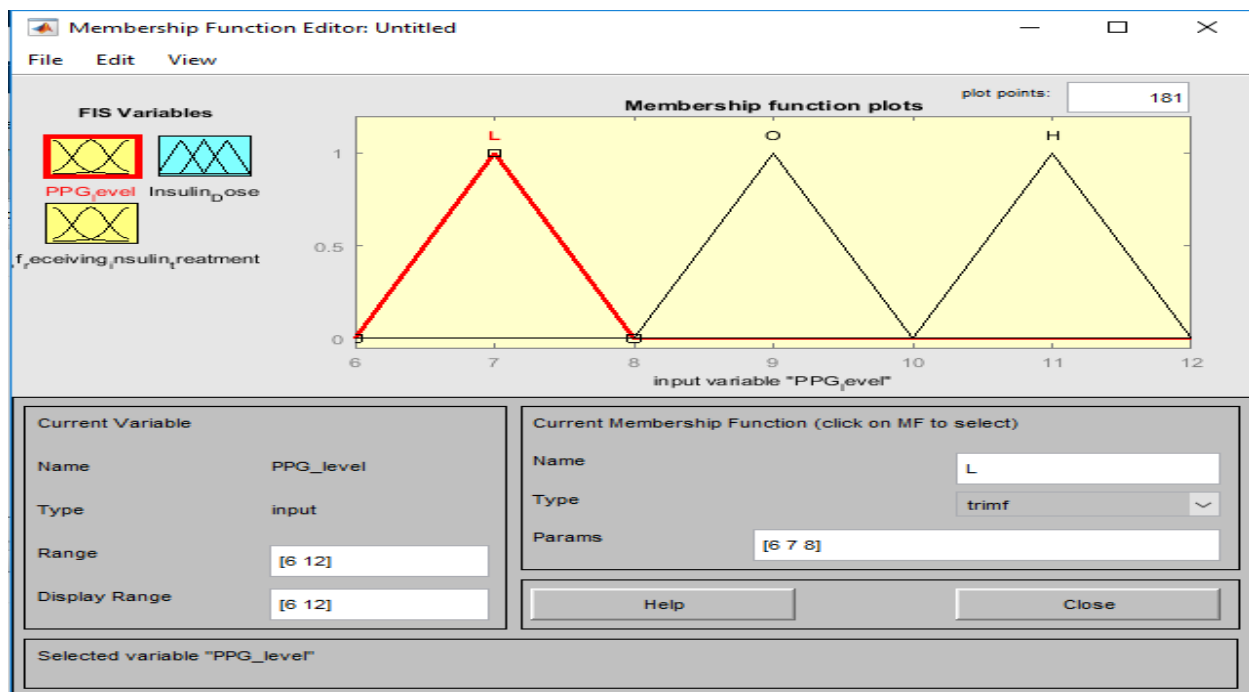 Membership Function Editor: Untitled
File Edit View
FIS Variables
PPG_level Insulin_Dose
f_receiving_insulin_treatment
Membership function plots
plot points: 181
L O H
1
0.5
0
6 7 8 9 10 11 12
input variable "PPG_level"
Current Variable
Name PPG_level
Type input
Range [6 12]
Display Range [6 12]
Current Membership Function (click on MF to select)
Name L
Type trimf
Params [6 7 8]
Help Close
Selected variable "PPG_level"